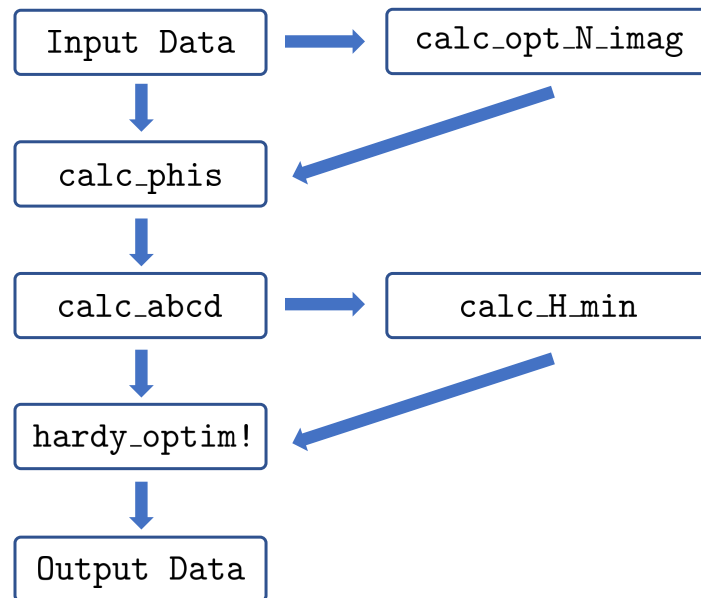 Input Data
calc_opt_N_imag
calc_phis
calc_abcd
calc_H_min
hardy_optim!
Output Data